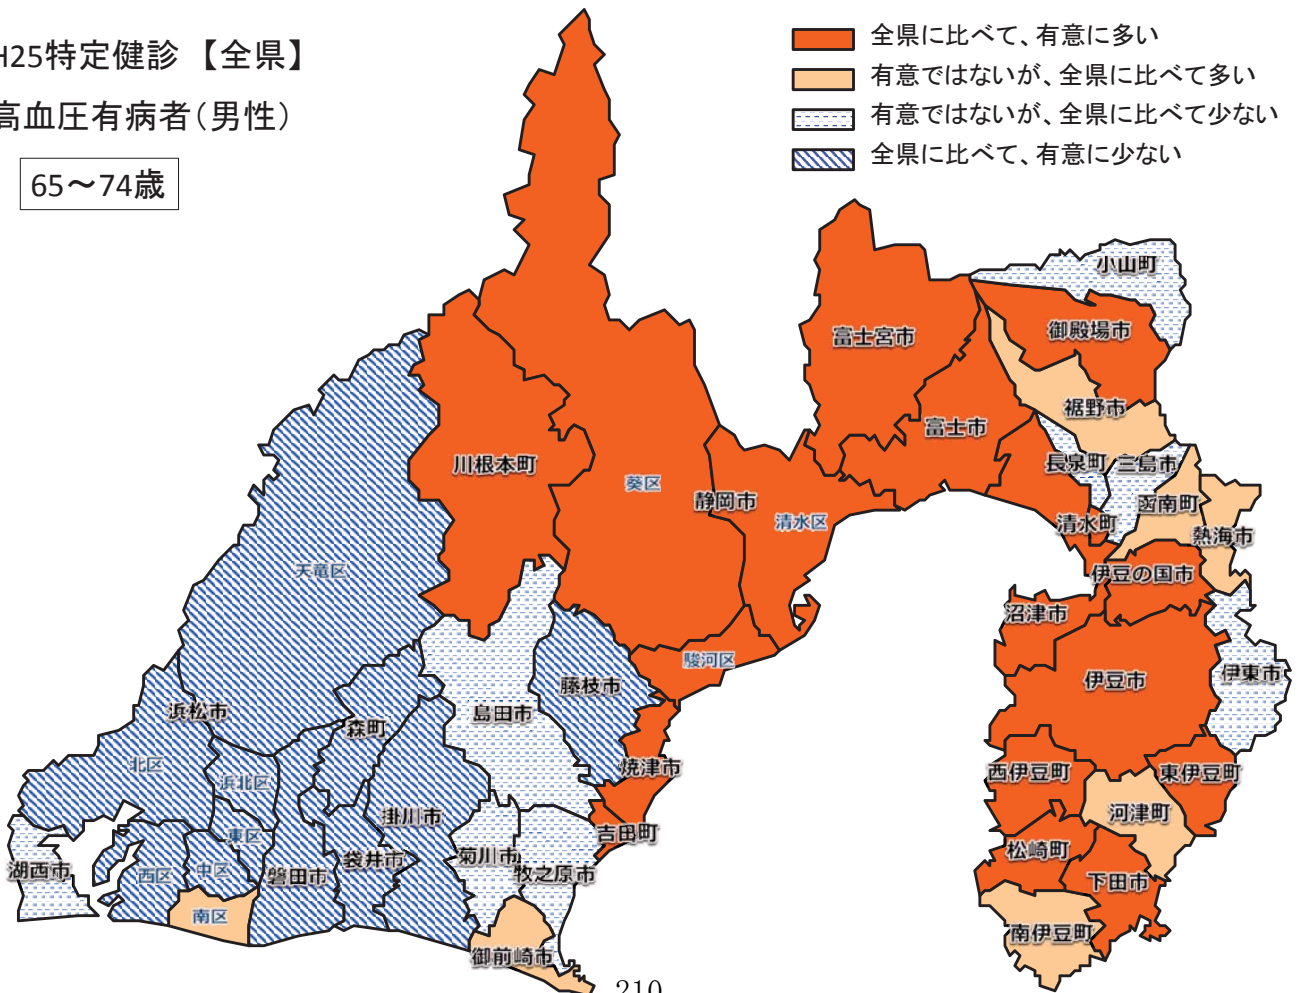 H25特定健診 【全県】
高血圧有病者（男性）
65～74歳
全県に比べて、有意に多い
有意ではないが、全県に比べて多い
有意ではないが、全県に比べて少ない
全県に比べて、有意に少ない
小山町
御殿場市
富士宮市
裾野市
富士市
長泉町
三島市
川根本町
葵区
静岡市
清水区
函南町
清水町
熱海市
天竜区
伊豆の国市
沼津市
駿河区
伊豆市
伊東市
藤枝市
浜松市
島田市
森町
北区
浜北区
焼津市
西伊豆町
東伊豆町
掛川市
河津町
東区
吉田町
湖西市
西区
中区
磐田市
袋井市
菊川市
牧之原市
松崎町
下田市
南区
南伊豆町
御前崎市
210